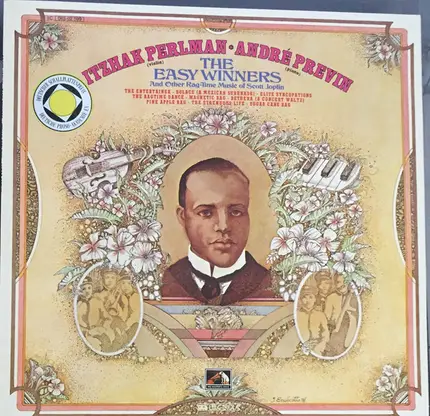 ITZHAK PERLMAN • ANDRÉ PREVIN
(Violin)
(Piano)
THE
EASY WINNERS
And Other Rag-Time Music of Scott Joplin
THE ENTERTAINER · SOLACE (A MEXICAN SERENADE) · ELITE SYNCOPATIONS
THE RAGTIME DANCE · MAGNETIC RAG · BETHENA (A CONCERT WALTZ)
PINE APPLE RAG · THE STRENUOUS LIFE · SUGAR CANE RAG